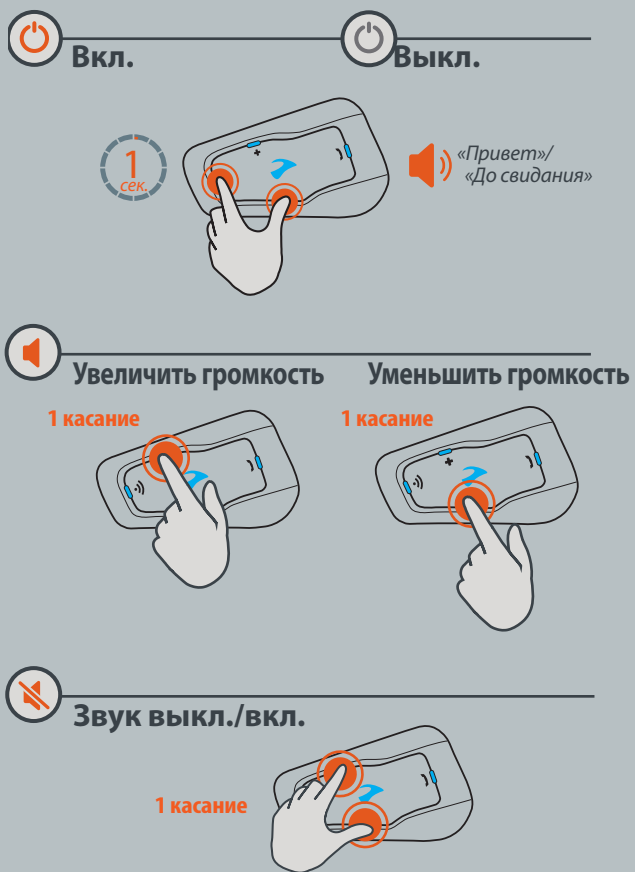 Вкл.
Выкл.
1
сек.
«Привет»/
«До свидания»
Увеличить громкость
Уменьшить громкость
1 касание
1 касание
Звук выкл./вкл.
1 касание